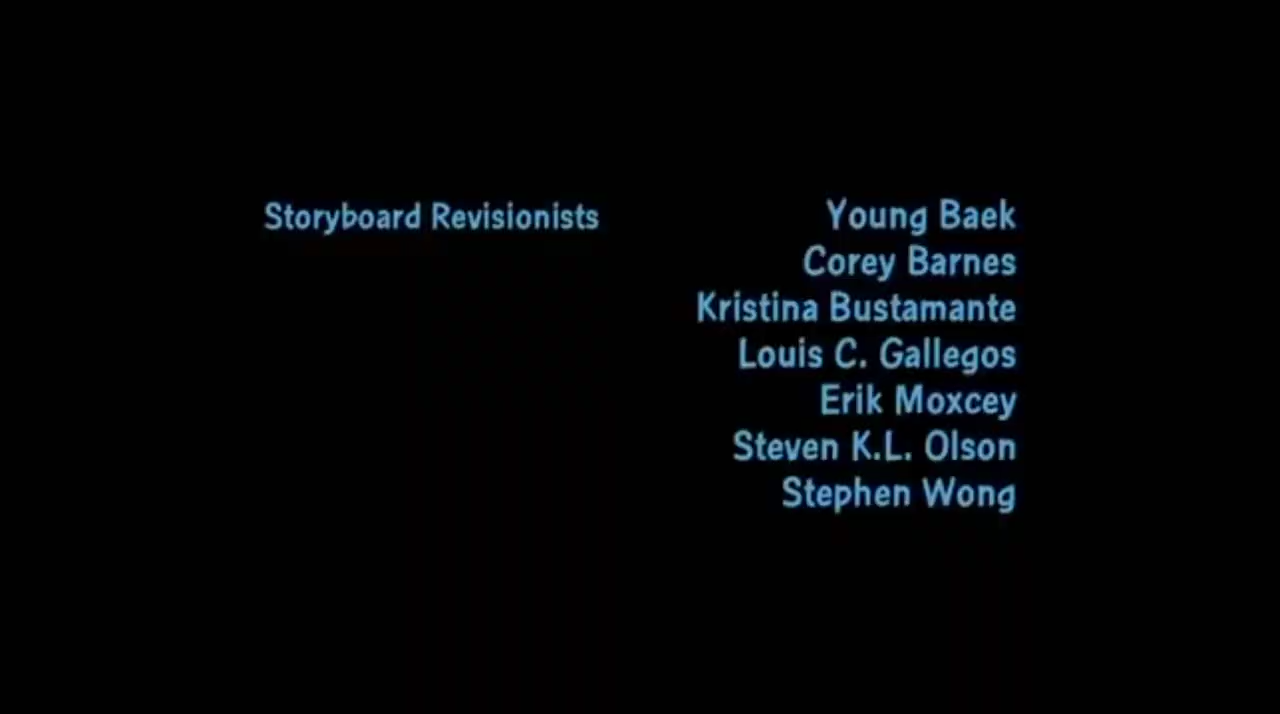 Storyboard Revisionists Young Baek
Corey Barnes
Kristina Bustamante
Louis C. Gallegos
Erik Moxcey
Steven K.L. Olson
Stephen Wong